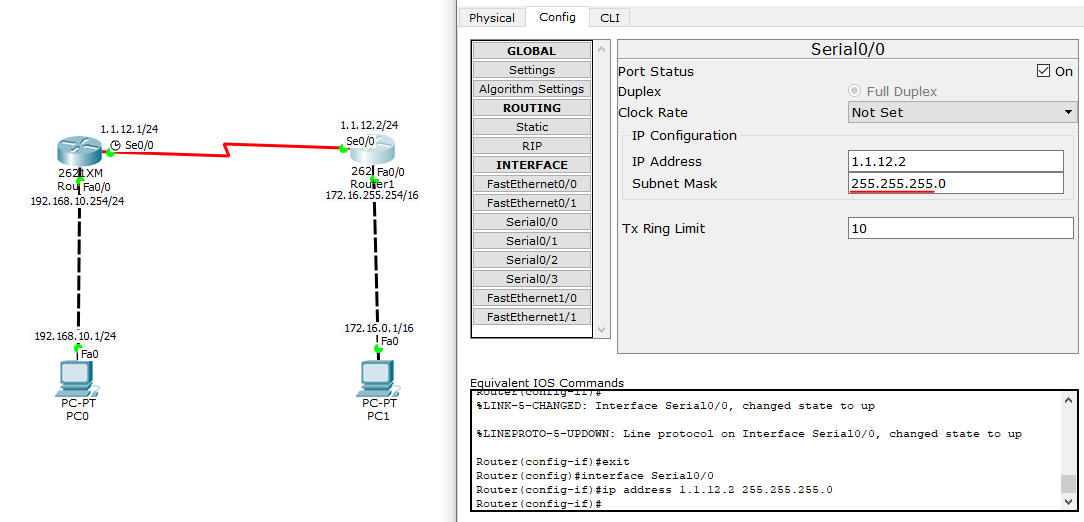 Physical
Config
CLI
GLOBAL
Settings
Algorithm Settings
ROUTING
Static
RIP
INTERFACE
FastEthernet0/0
FastEthernet0/1
Serial0/0
Serial0/1
Serial0/2
Serial0/3
FastEthernet1/0
FastEthernet1/1
Serial0/0
Port Status
On
Duplex
Full Duplex
Clock Rate
Not Set
IP Configuration
IP Address
1.1.12.2
Subnet Mask
255.255.255.0
Tx Ring Limit
10
Equivalent IOS Commands
Router(config-if)#
%LINK-5-CHANGED: Interface Serial0/0, changed state to up
%LINEPROTO-5-UPDOWN: Line protocol on Interface Serial0/0, changed state to up
Router(config-if)#exit
Router(config)#interface Serial0/0
Router(config-if)#ip address 1.1.12.2 255.255.255.0
Router(config-if)#
1.1.12.1/24
Se0/0
2621XM
Rou
Fa0/0
192.168.10.254/24
1.1.12.2/24
Se0/0
262
Fa0/0
Router1
172.16.255.254/16
192.168.10.1/24
Fa0
PC-PT
PC0
172.16.0.1/16
Fa0
PC-PT
PC1